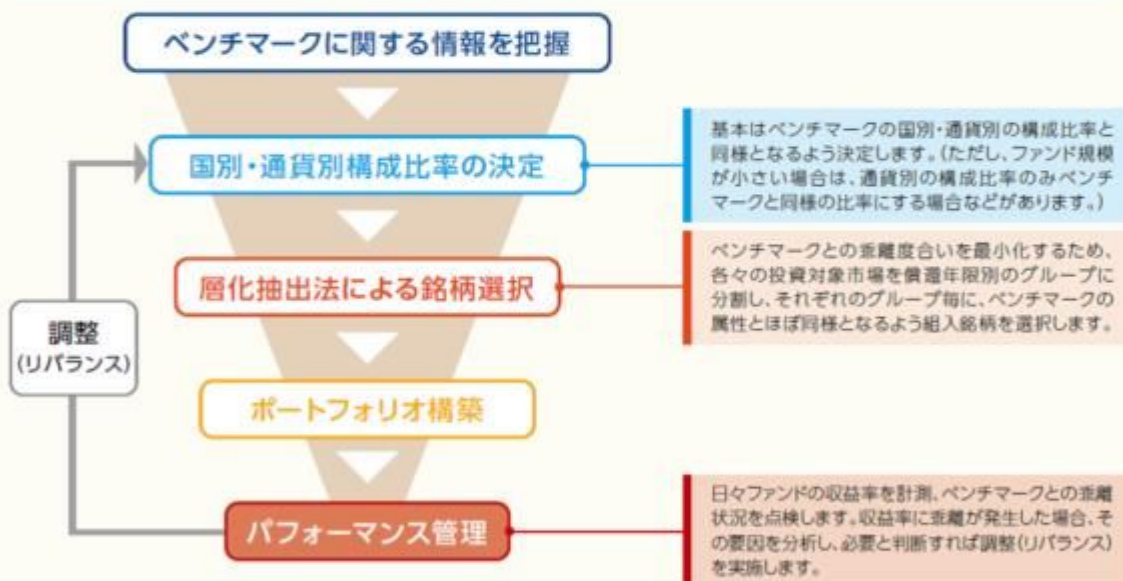 ベンチマークに関する情報を把握
国別・通貨別構成比率の決定
基本はベンチマークの国別・通貨別の構成比率と
同様となるよう決定します。(ただし、ファンド規模
が小さい場合は、通貨別の構成比率のみベンチ
マークと同様の比率にする場合などがあります。)
層化抽出法による銘柄選択
ベンチマークとの乖離度合いを最小化するため、
各々の投資対象市場を償還年限別のグループに
分割し、それぞれのグループ毎に、ベンチマークの
属性とほぼ同様となるよう組入銘柄を選択します。
調整
(リバランス)
ポートフォリオ構築
パフォーマンス管理
日々ファンドの収益率を計測、ベンチマークとの乖離
状況を点検します。収益率に乖離が発生した場合、そ
の要因を分析し、必要と判断すれば調整(リバランス)
を実施します。